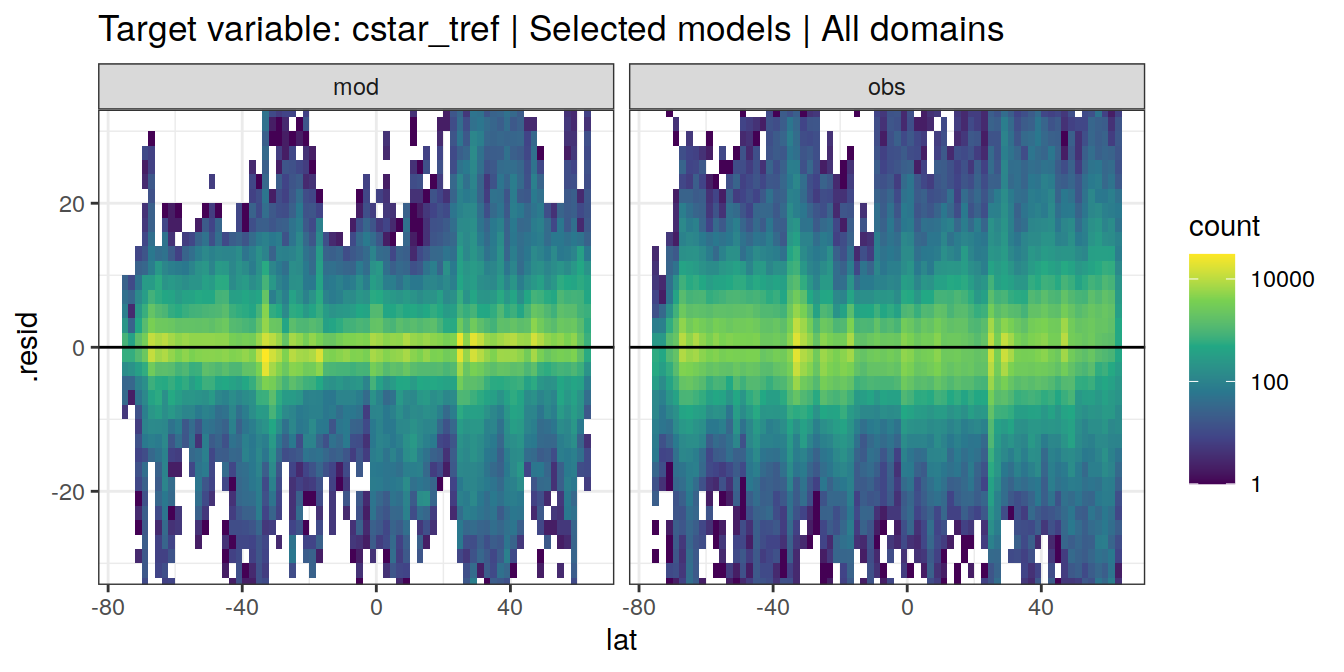 Target variable: cstar_tref | Selected models | All domains
mod
obs
.resid
20
0
-20
-80
-40
0
40
-80
-40
0
40
lat
count
10000
100
1